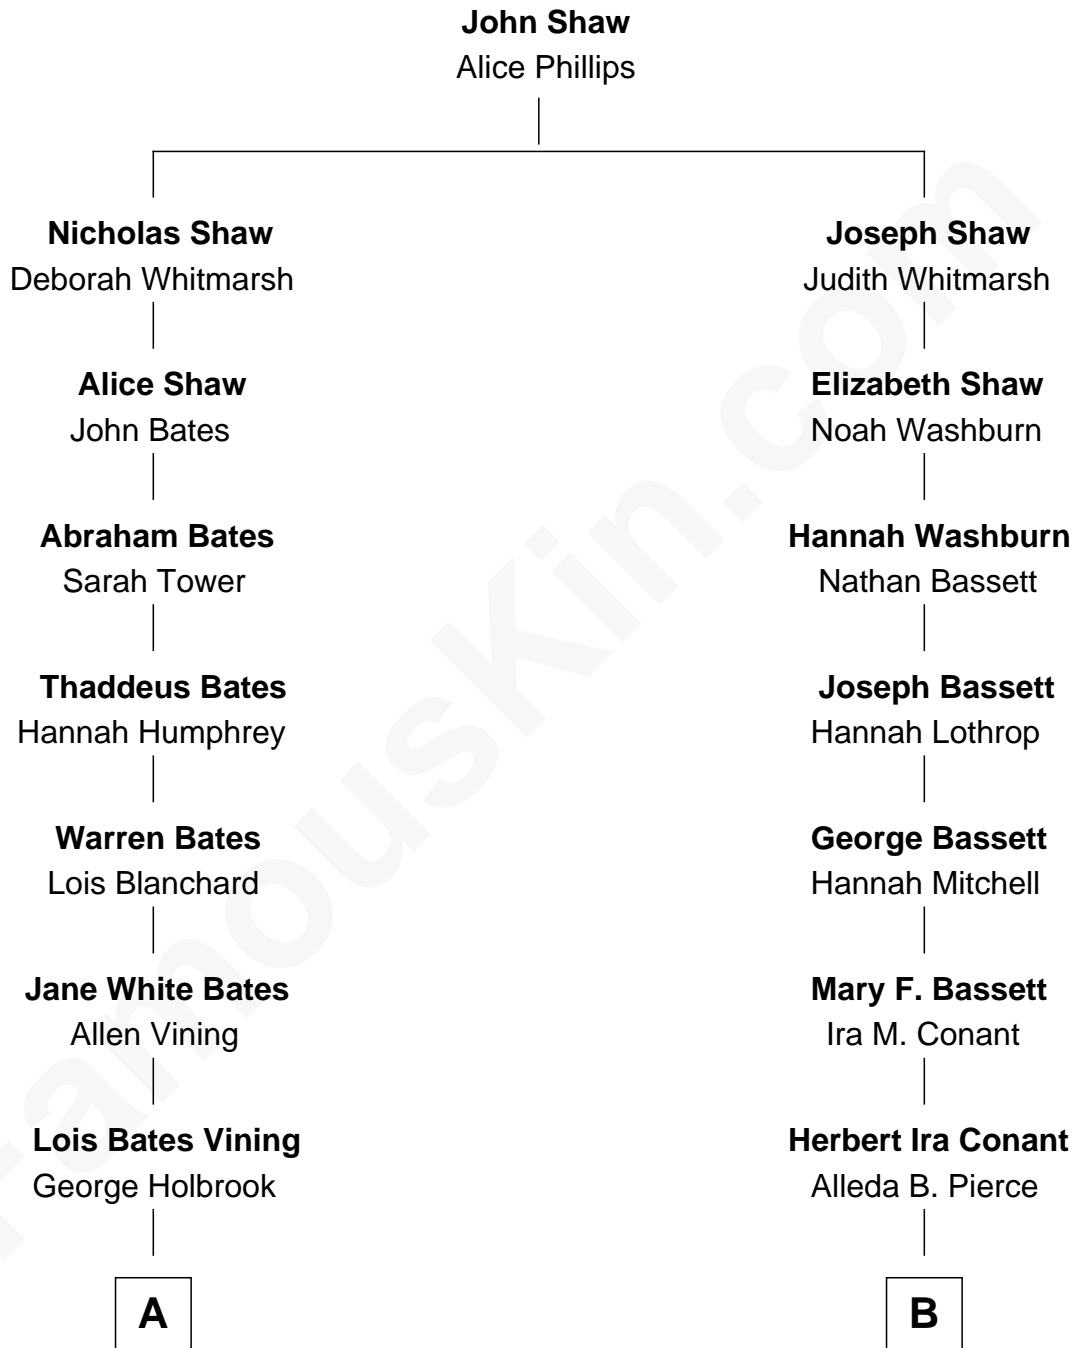 John Shaw
Alice Phillips
Nicholas Shaw
Deborah Whitmarsh
Joseph Shaw
Judith Whitmarsh
Alice Shaw
John Bates
Elizabeth Shaw
Noah Washburn
Abraham Bates
Sarah Tower
Hannah Washburn
Nathan Bassett
Thaddeus Bates
Hannah Humphrey
Joseph Bassett
Hannah Lothrop
Warren Bates
Lois Blanchard
George Bassett
Hannah Mitchell
Jane White Bates
Allen Vining
Mary F. Bassett
Ira M. Conant
Lois Bates Vining
George Holbrook
Herbert Ira Conant
Alleda B. Pierce
A
B
FamousKin.com